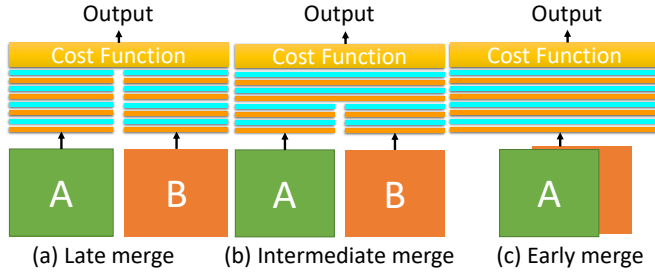 Output Output Output
Cost Function Cost Function Cost Function
A B A B A
(a) Late merge (b) Intermediate merge (c) Early merge